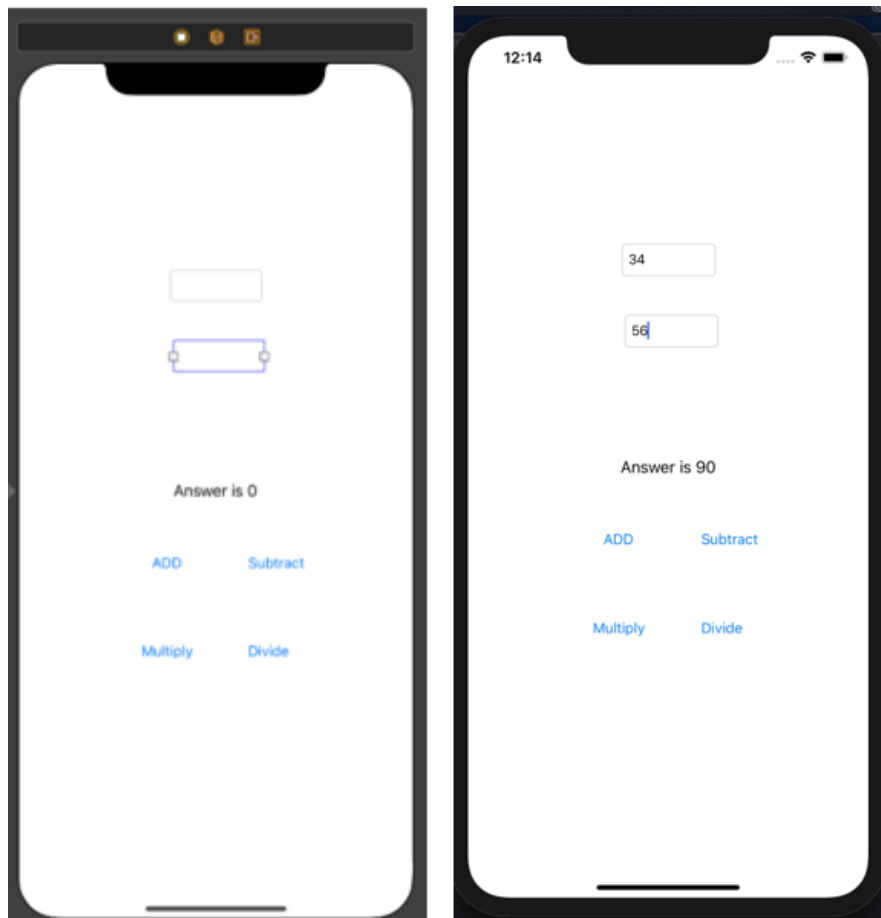 Answer is 0
ADD Subtract
Multiply Divide
12:14
34
56
Answer is 90
ADD Subtract
Multiply Divide